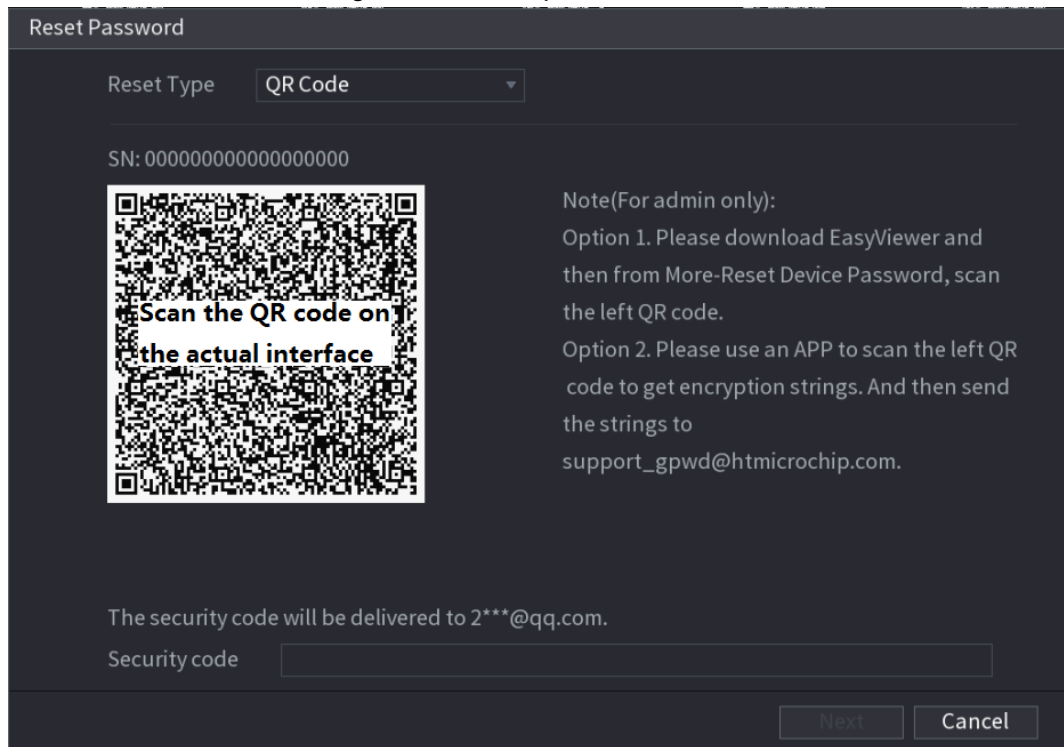 Reset Password
Reset Type QR Code
SN: 000000000000000000
Scan the QR code on
the actual interface
Note(For admin only):
Option 1. Please download EasyViewer and
then from More-Reset Device Password, scan
the left QR code.
Option 2. Please use an APP to scan the left QR
code to get encryption strings. And then send
the strings to
support_gpwd@htmicrochip.com.
The security code will be delivered to 2***@qq.com.
Security code
Next Cancel